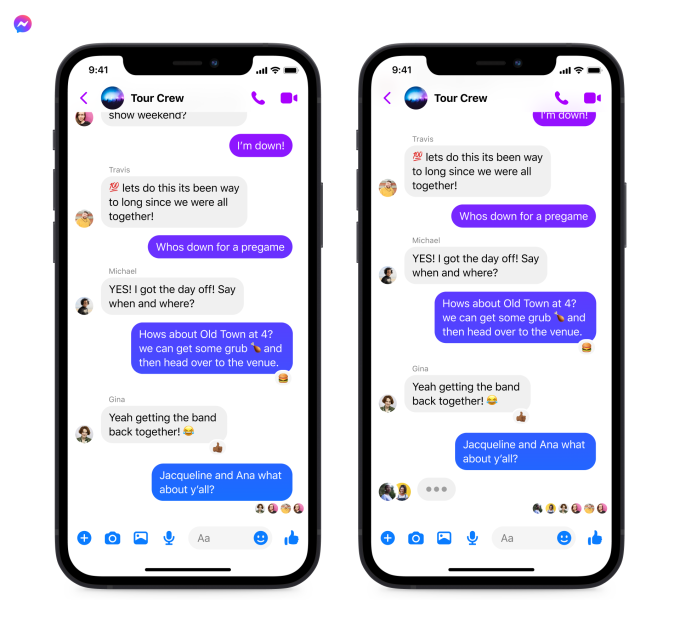 9:41
Tour Crew
show weekend?
I'm down!
Travis
💯 lets do this its been way
to long since we were all
together!
Whos down for a pregame
Michael
YES! I got the day off! Say
when and where?
Hows about Old Town at 4?
we can get some grub 🍗 and
then head over to the venue.
Gina
Yeah getting the band
back together! 😂
Jacqueline and Ana what
about y'all?
Aa
9:41
Tour Crew
I'm down!
Travis
💯 lets do this its been way
to long since we were all
together!
Whos down for a pregame
Michael
YES! I got the day off! Say
when and where?
Hows about Old Town at 4?
we can get some grub 🍗 and
then head over to the venue.
Gina
Yeah getting the band
back together! 😂
Jacqueline and Ana what
about y'all?
Aa